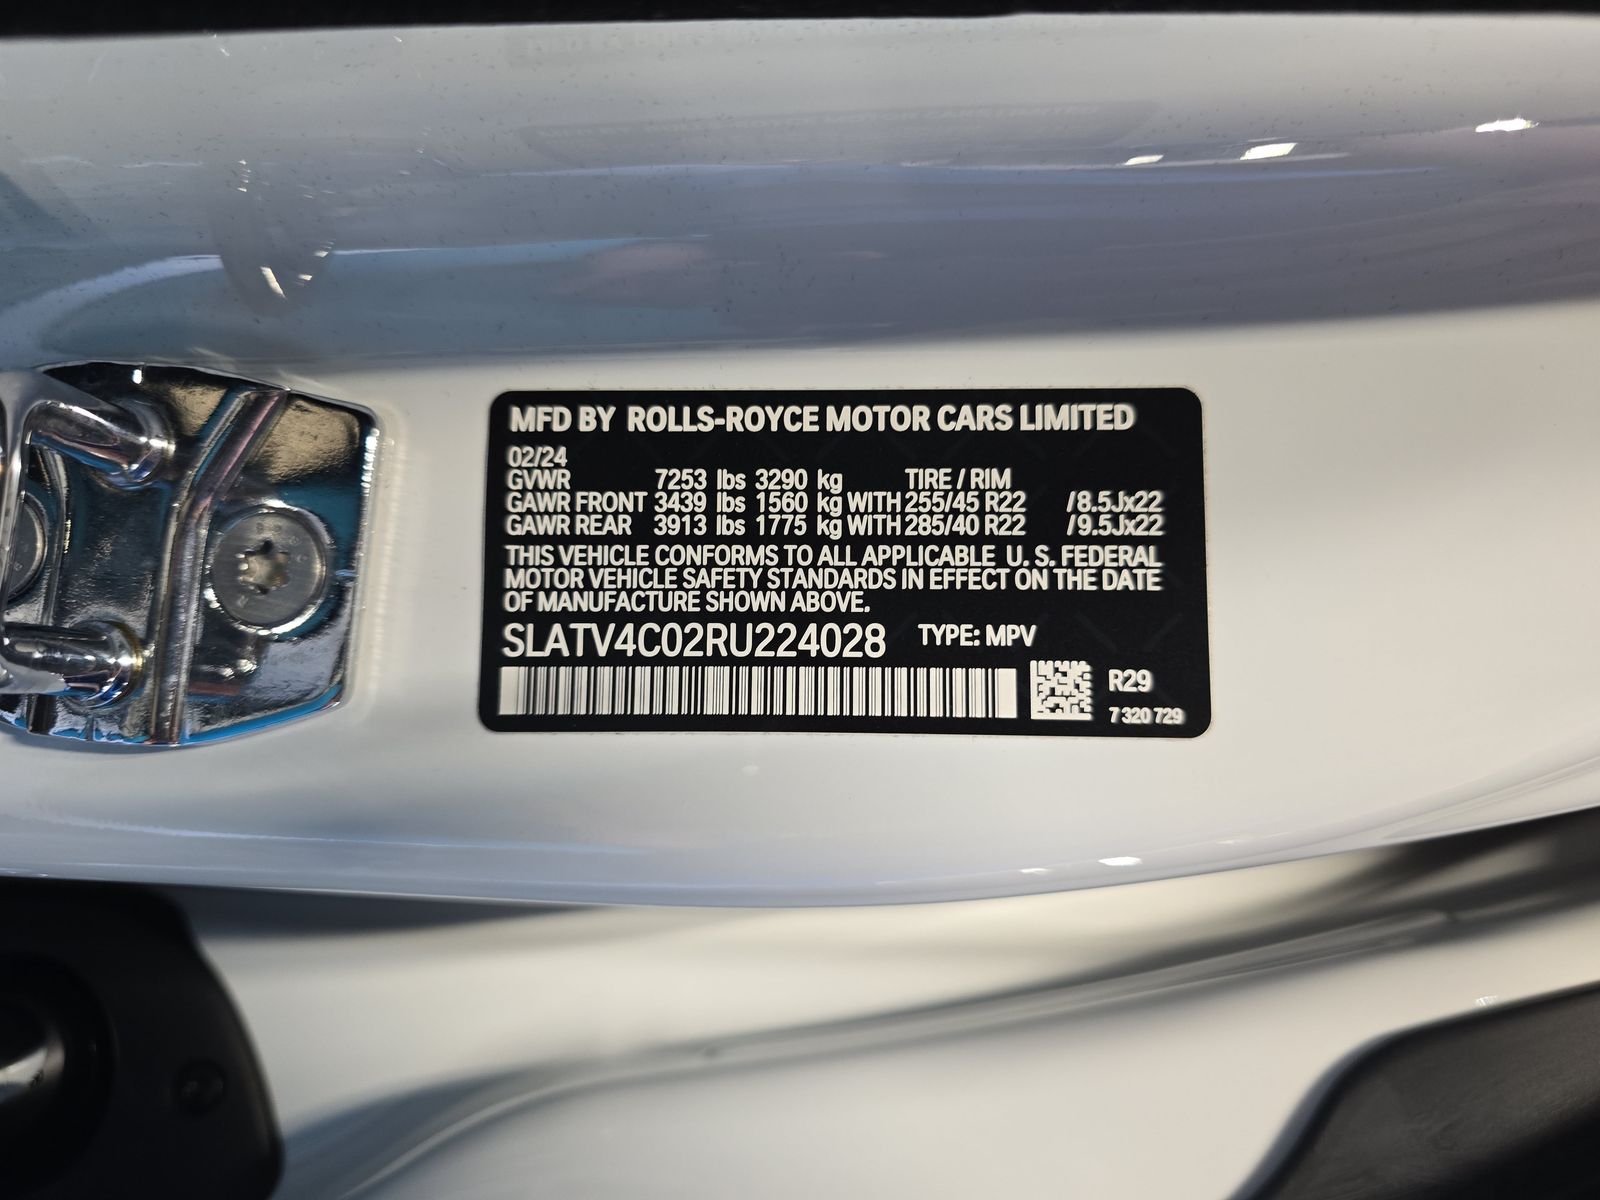 MFD BY ROLLS-ROYCE MOTOR CARS LIMITED
02/24
GVWR 7253 lbs 3290 kg TIRE / RIM
GAWR FRONT 3439 lbs 1560 kg WITH 255/45 R22 /8.5Jx22
GAWR REAR 3913 lbs 1775 kg WITH 285/40 R22 /9.5Jx22
THIS VEHICLE CONFORMS TO ALL APPLICABLE U. S. FEDERAL
MOTOR VEHICLE SAFETY STANDARDS IN EFFECT ON THE DATE
OF MANUFACTURE SHOWN ABOVE.
SLATV4C02RU224028 TYPE: MPV
R29
7 320 729